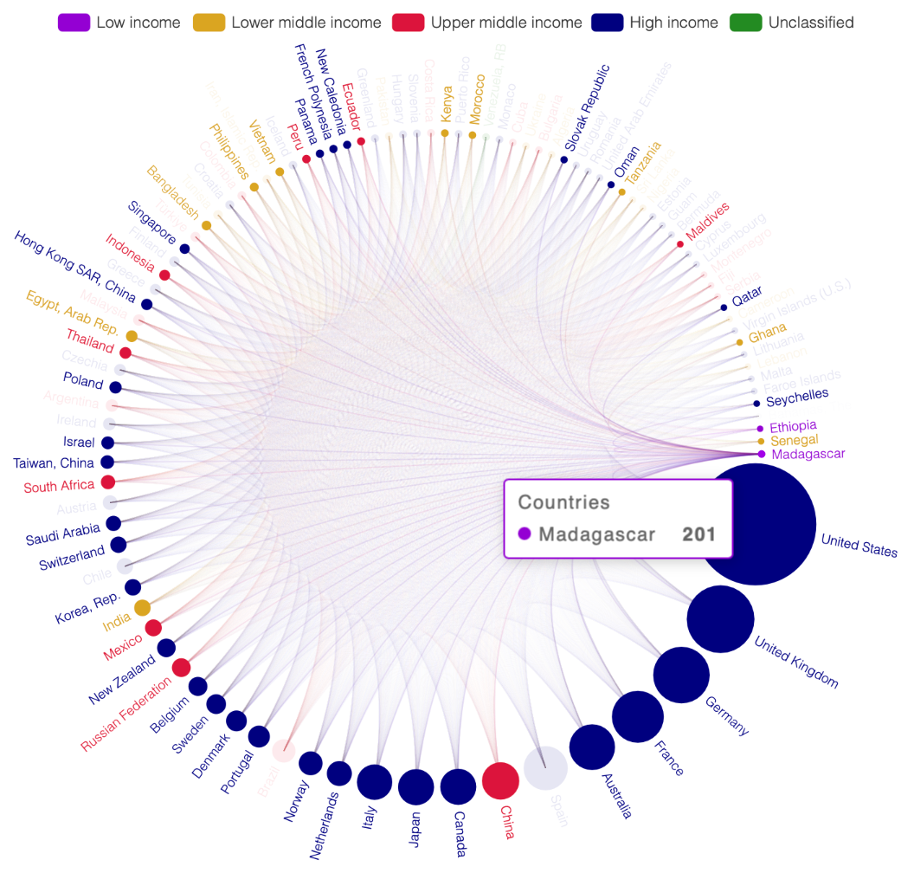 Low income
Lower middle income
Upper middle income
High income
Unclassified
Panama
French Polynesia
New Caledonia
Ecuador
Greenland
Hungary
Slovenia
Costa Rica
Kenya
Puerto Rico
Morocco
Venezuela, RB
Monaco
Cuba
Bulgaria
Slovak Republic
Romania
United Arab Emirates
Oman
Tanzania
Estonia
Guam
Bermuda
Maldives
Cyprus
Luxembourg
Montenegro
Serbia
Qatar
Virgin Islands (U.S.)
Ghana
Lithuania
Malta
Faroe Islands
Seychelles
Ethiopia
Senegal
Madagascar
Countries
Madagascar 201
United States
United Kingdom
Germany
France
Australia
Spain
China
Canada
Japan
Italy
Netherlands
Norway
Brazil
Portugal
Denmark
Sweden
Belgium
Russian Federation
New Zealand
Mexico
India
Korea, Rep.
Chile
Switzerland
Saudi Arabia
Austria
South Africa
Taiwan, China
Israel
Ireland
Argentina
Poland
Czechia
Thailand
Egypt, Arab Rep.
Malaysia
Hong Kong SAR, China
Greece
Indonesia
Finland
Singapore
Bangladesh
Croatia
Philippines
Vietnam
Peru